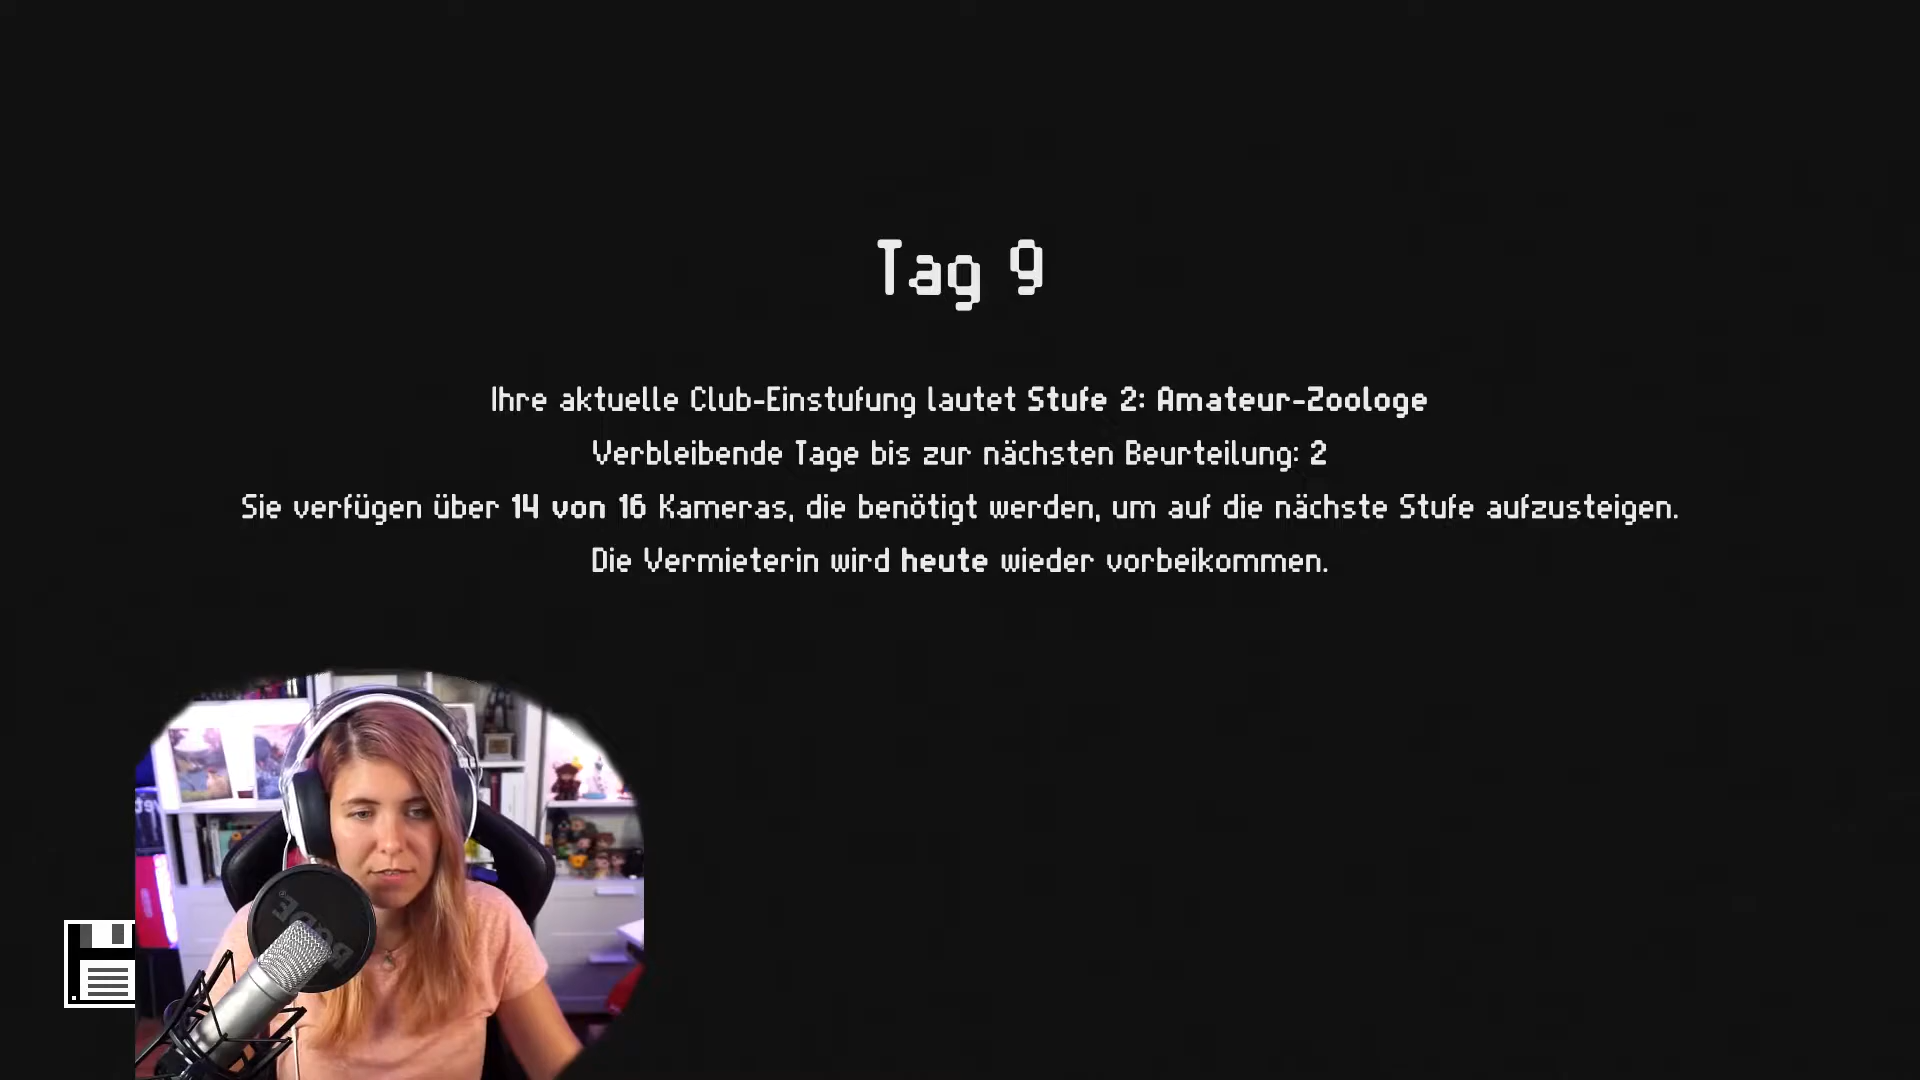 Tag 9
Ihre aktuelle Club-Einstufung lautet Stufe 2: Amateur-Zoologe
Verbleibende Tage bis zur nächsten Beurteilung: 2
Sie verfügen über 14 von 16 Kameras, die benötigt werden, um auf die nächste Stufe aufzusteigen.
Die Vermieterin wird heute wieder vorbeikommen.
RODE